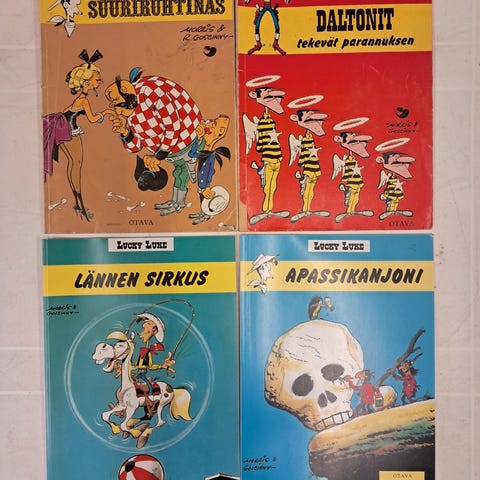 SUURIRUHTINAS
MORRIS &
R. GOSCINNY
OTAVA
DALTONIT
tekevät parannuksen
MORRIS &
GOSCINNY
OTAVA
LUCKY LUKE
LÄNNEN SIRKUS
MORRIS &
GOSCINNY
LUCKY LUKE
APASSIKANJONI
MORRIS &
GOSCINNY
OTAVA